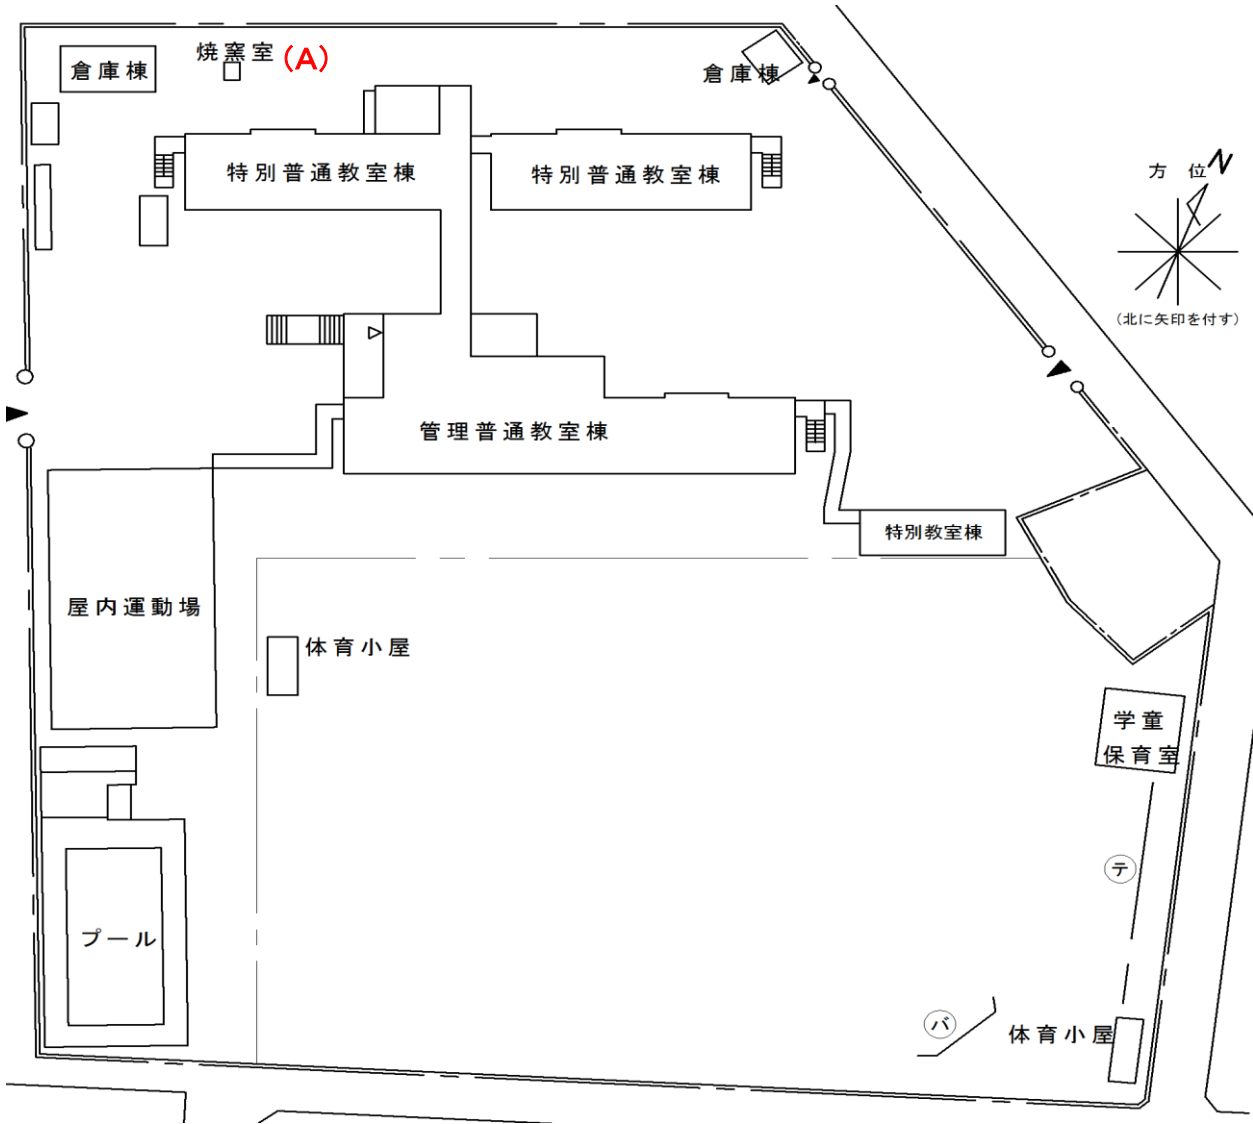 焼窯室 (A)
倉庫棟
倉庫棟
特別普通教室棟
特別普通教室棟
方 位 N
(北に矢印を付す)
管理普通教室棟
特別教室棟
屋内運動場
体育小屋
学童
保育室
テ
プール
バ
体育小屋